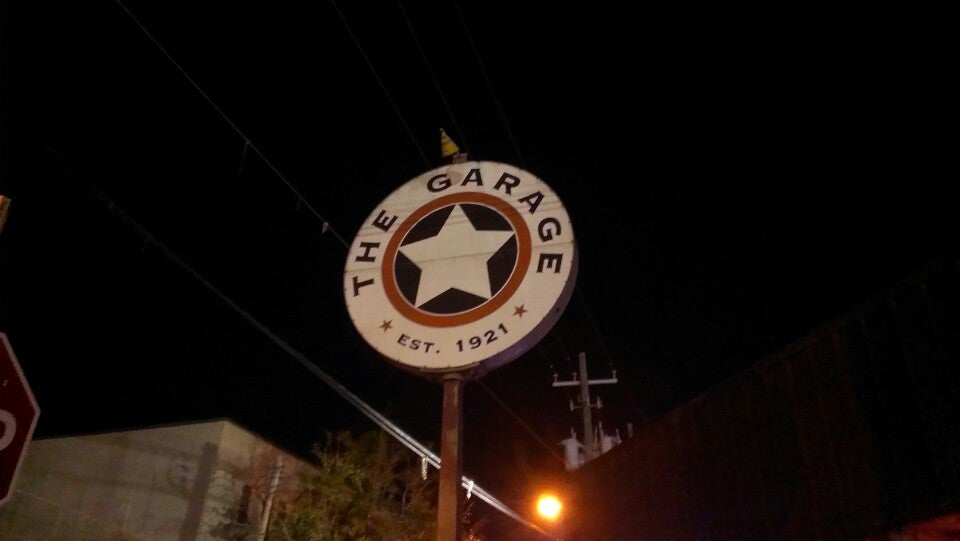 THE GARAGE
EST. 1921